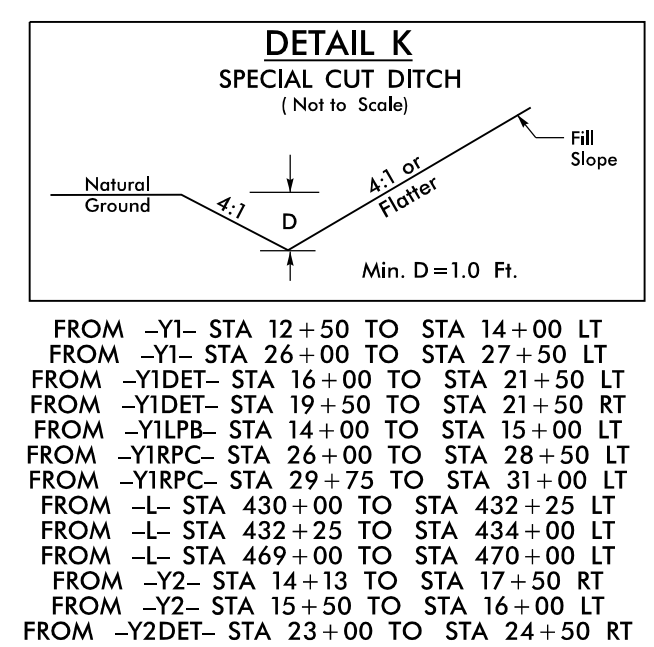 DETAIL K
SPECIAL CUT DITCH
( Not to Scale)
Natural
Ground
4:1
D
4:1 or
Flatter
Fill
Slope
Min. D=1.0 Ft.
FROM -Y1- STA 12+50 TO STA 14+00 LT
FROM -Y1- STA 26+00 TO STA 27+50 LT
FROM -Y1DET- STA 16+00 TO STA 21+50 LT
FROM -Y1DET- STA 19+50 TO STA 21+50 RT
FROM -Y1LPB- STA 14+00 TO STA 15+00 LT
FROM -Y1RPC- STA 26+00 TO STA 28+50 LT
FROM -Y1RPC- STA 29+75 TO STA 31+00 LT
FROM -L- STA 430+00 TO STA 432+25 LT
FROM -L- STA 432+25 TO STA 434+00 LT
FROM -L- STA 469+00 TO STA 470+00 LT
FROM -Y2- STA 14+13 TO STA 17+50 RT
FROM -Y2- STA 15+50 TO STA 16+00 LT
FROM -Y2DET- STA 23+00 TO STA 24+50 RT